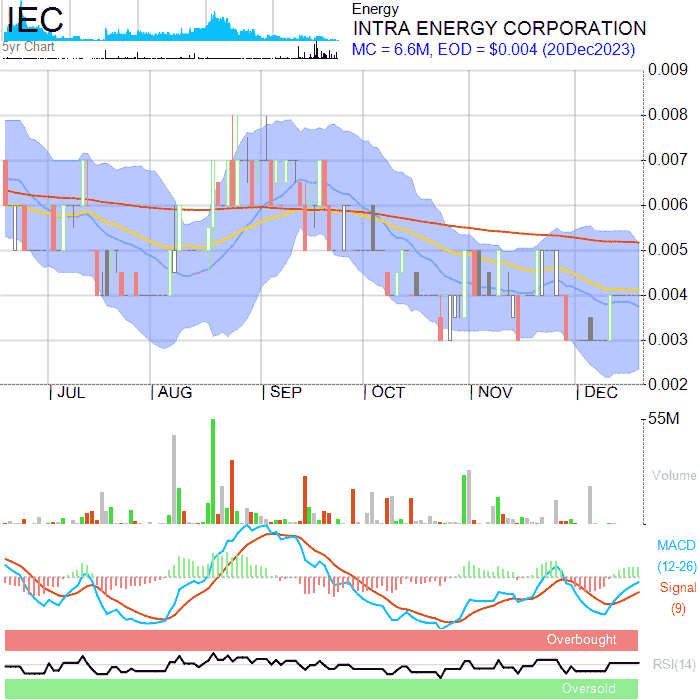 IEC
5yr Chart
Energy
INTRA ENERGY CORPORATION
MC = 6.6M, EOD = $0.004 (20Dec2023)
0.009
0.008
0.007
0.006
0.005
0.004
0.003
0.002
JUL AUG SEP OCT NOV DEC
55M
Volume
MACD
(12-26)
Signal
(9)
Overbought
RSI(14)
Oversold